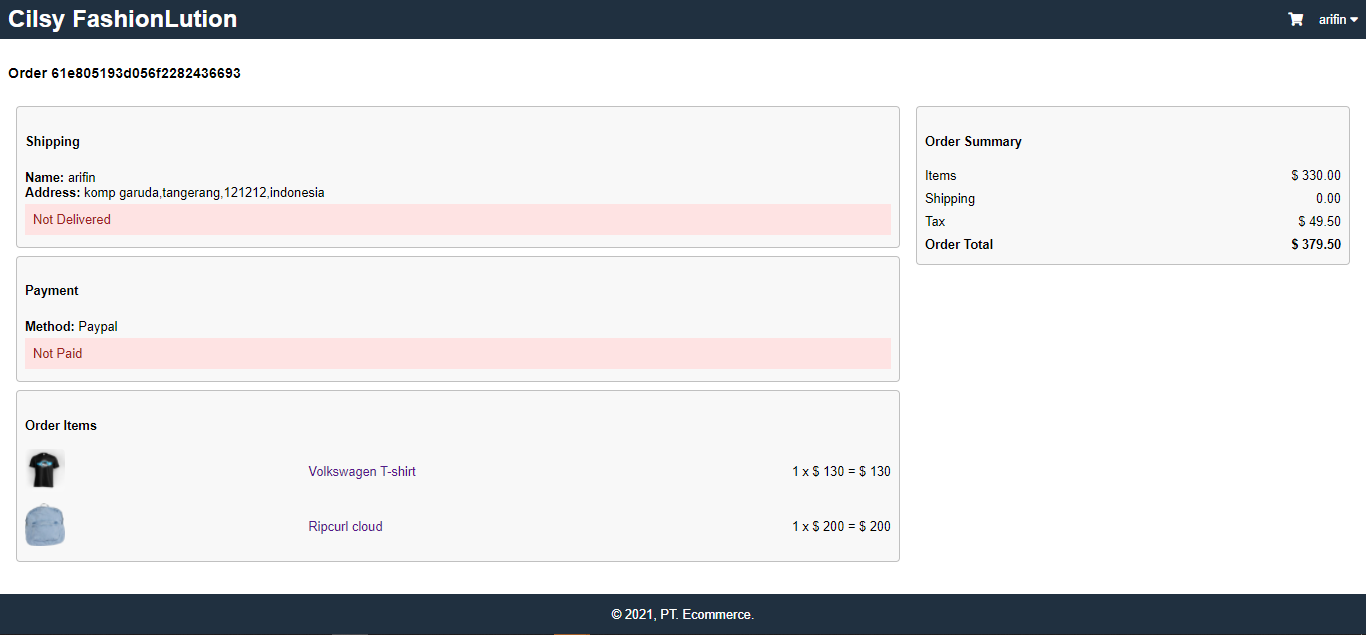 Cilsy FashionLution
arifin
Order 61e805193d056f2282436693
Shipping
Name: arifin
Address: komp garuda,tangerang,121212,indonesia
Not Delivered
Payment
Method: Paypal
Not Paid
Order Items
Volkswagen T-shirt 1 x $ 130 = $ 130
Ripcurl cloud 1 x $ 200 = $ 200
Order Summary
Items $ 330.00
Shipping 0.00
Tax $ 49.50
Order Total $ 379.50
© 2021, PT. Ecommerce.